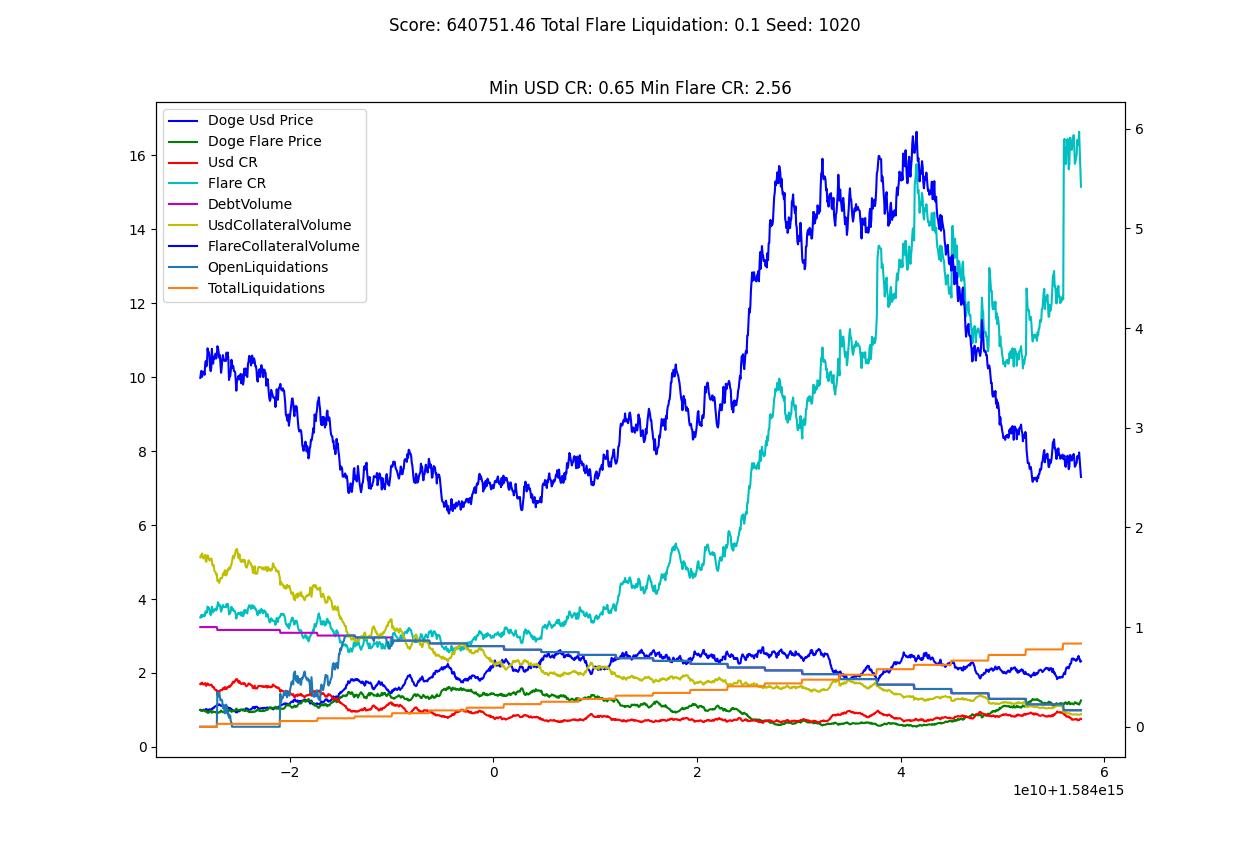 Score: 640751.46 Total Flare Liquidation: 0.1 Seed: 1020
Min USD CR: 0.65 Min Flare CR: 2.56
Doge Usd Price
Doge Flare Price
Usd CR
Flare CR
DebtVolume
UsdCollateralVolume
FlareCollateralVolume
OpenLiquidations
TotalLiquidations
16
14
12
10
8
6
4
2
0
6
5
4
3
2
1
0
−2
0
2
4
6
1e10+1.584e15